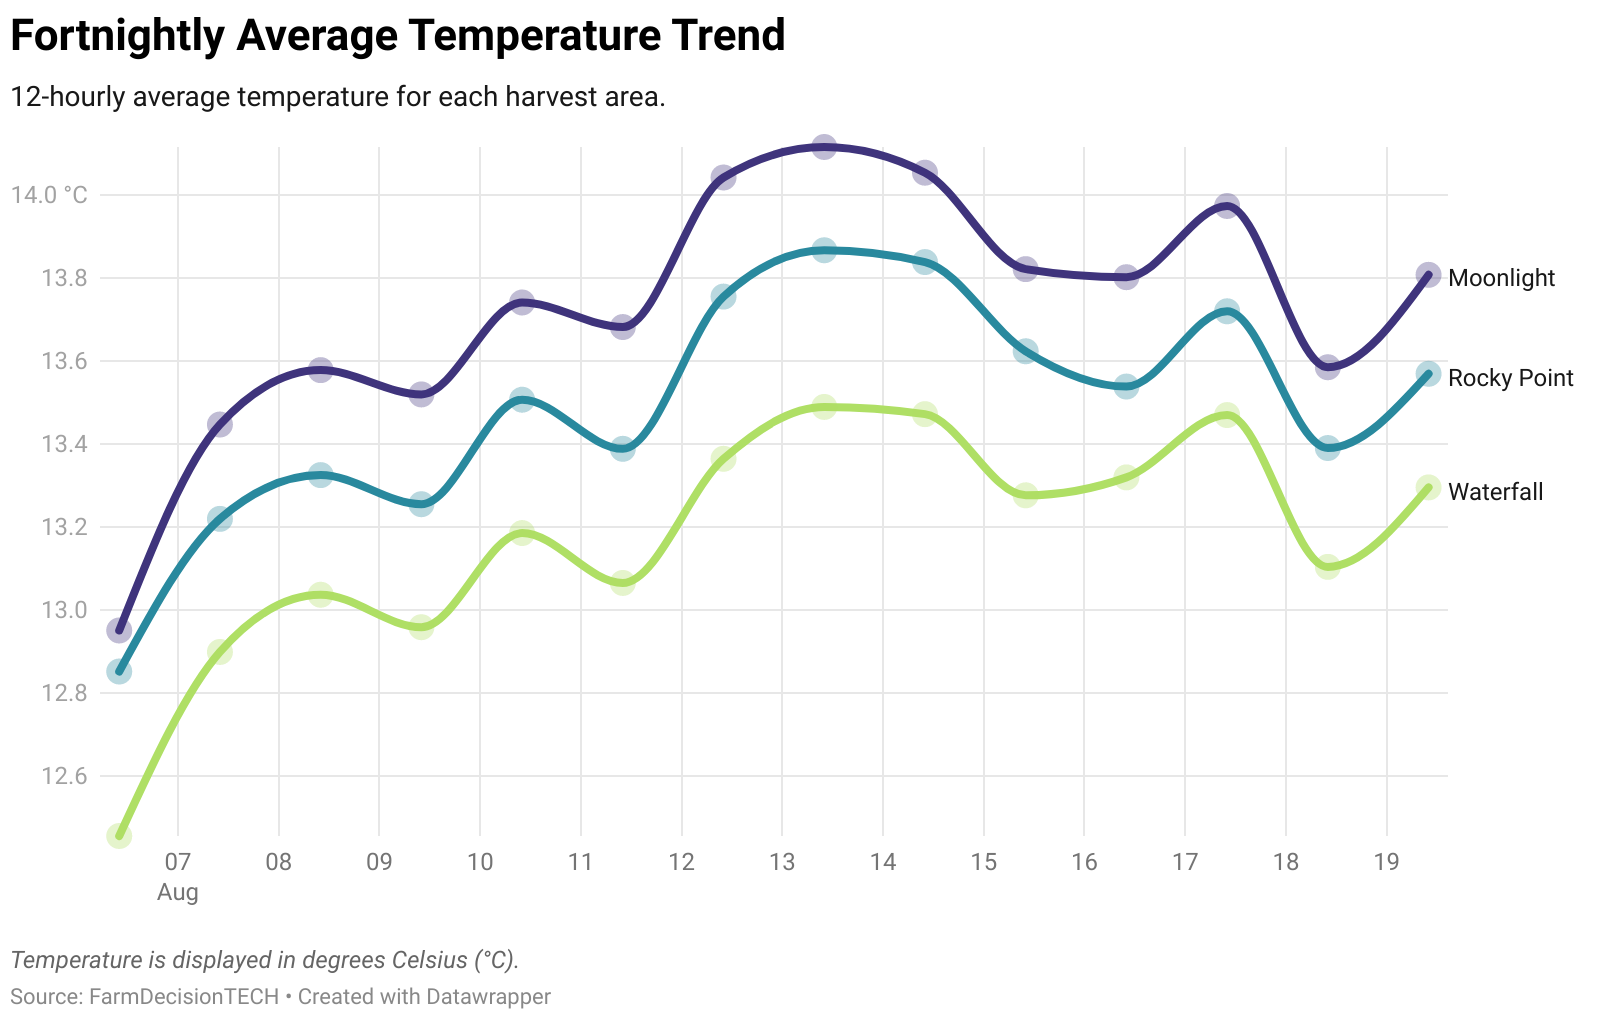 Fortnightly Average Temperature Trend
12-hourly average temperature for each harvest area.
14.0 °C
13.8
13.6
13.4
13.2
13.0
12.8
12.6
Moonlight
Rocky Point
Waterfall
07 08 09 10 11 12 13 14 15 16 17 18 19
Aug
Temperature is displayed in degrees Celsius (°C).
Source: FarmDecisionTECH • Created with Datawrapper